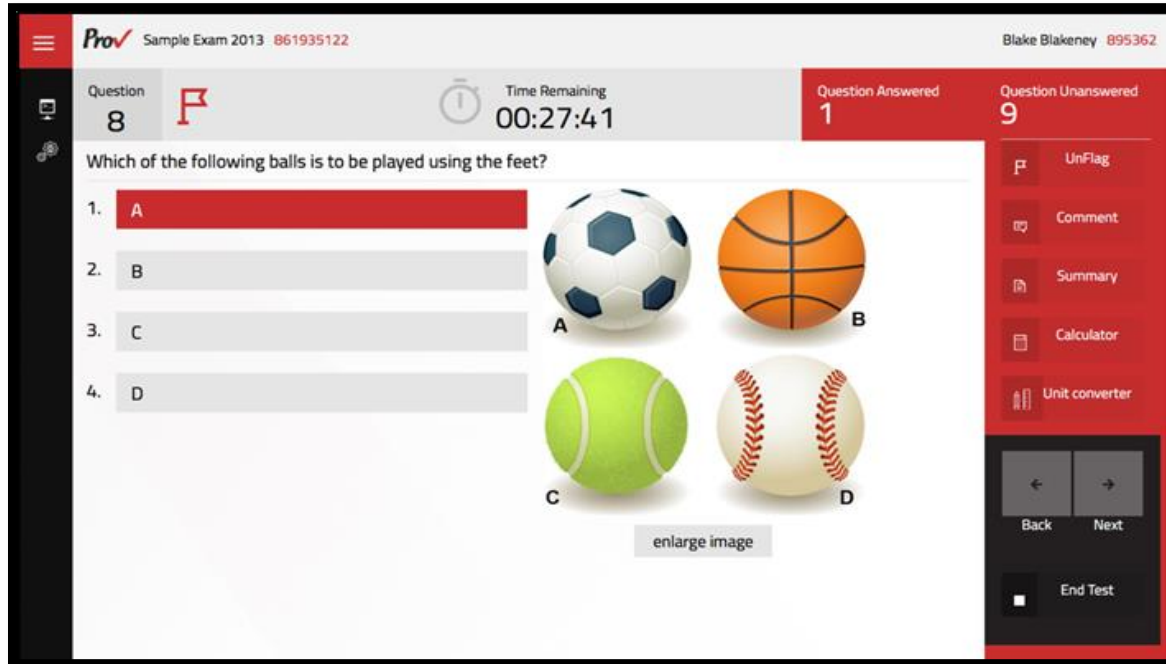 Prov Sample Exam 2013 861935122 Blake Blakeney 895362
Question
8
Time Remaining
00:27:41
Question Answered
1
Question Unanswered
9
Which of the following balls is to be played using the feet?
1. A
2. B
3. C
4. D
A
B
C
D
enlarge image
UnFlag
Comment
Summary
Calculator
Unit converter
Back Next
End Test